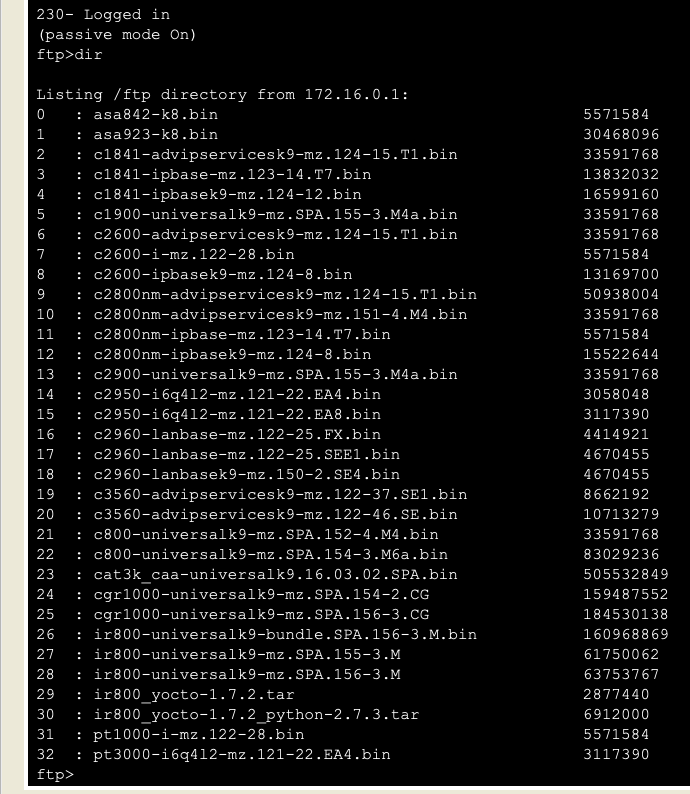 230- Logged in
(passive mode On)
ftp>dir
Listing /ftp directory from 172.16.0.1:
0 : asa842-k8.bin 5571584
1 : asa923-k8.bin 30468096
2 : c1841-advipservicesk9-mz.124-15.T1.bin 33591768
3 : c1841-ipbase-mz.123-14.T7.bin 13832032
4 : c1841-ipbasek9-mz.124-12.bin 16599160
5 : c1900-universalk9-mz.SPA.155-3.M4a.bin 33591768
6 : c2600-advipservicesk9-mz.124-15.T1.bin 33591768
7 : c2600-i-mz.122-28.bin 5571584
8 : c2600-ipbasek9-mz.124-8.bin 13169700
9 : c2800nm-advipservicesk9-mz.124-15.T1.bin 50938004
10 : c2800nm-advipservicesk9-mz.151-4.M4.bin 33591768
11 : c2800nm-ipbase-mz.123-14.T7.bin 5571584
12 : c2800nm-ipbasek9-mz.124-8.bin 15522644
13 : c2900-universalk9-mz.SPA.155-3.M4a.bin 33591768
14 : c2950-i6q4l2-mz.121-22.EA4.bin 3058048
15 : c2950-i6q4l2-mz.121-22.EA8.bin 3117390
16 : c2960-lanbase-mz.122-25.FX.bin 4414921
17 : c2960-lanbase-mz.122-25.SEE1.bin 4670455
18 : c2960-lanbasek9-mz.150-2.SE4.bin 4670455
19 : c3560-advipservicesk9-mz.122-37.SE1.bin 8662192
20 : c3560-advipservicesk9-mz.122-46.SE.bin 10713279
21 : c800-universalk9-mz.SPA.152-4.M4.bin 33591768
22 : c800-universalk9-mz.SPA.154-3.M6a.bin 83029236
23 : cat3k_caa-universalk9.16.03.02.SPA.bin 505532849
24 : cgr1000-universalk9-mz.SPA.154-2.CG 159487552
25 : cgr1000-universalk9-mz.SPA.156-3.CG 184530138
26 : ir800-universalk9-bundle.SPA.156-3.M.bin 160968869
27 : ir800-universalk9-mz.SPA.155-3.M 61750062
28 : ir800-universalk9-mz.SPA.156-3.M 63753767
29 : ir800_yocto-1.7.2.tar 2877440
30 : ir800_yocto-1.7.2_python-2.7.3.tar 6912000
31 : pt1000-i-mz.122-28.bin 5571584
32 : pt3000-i6q4l2-mz.121-22.EA4.bin 3117390
ftp>